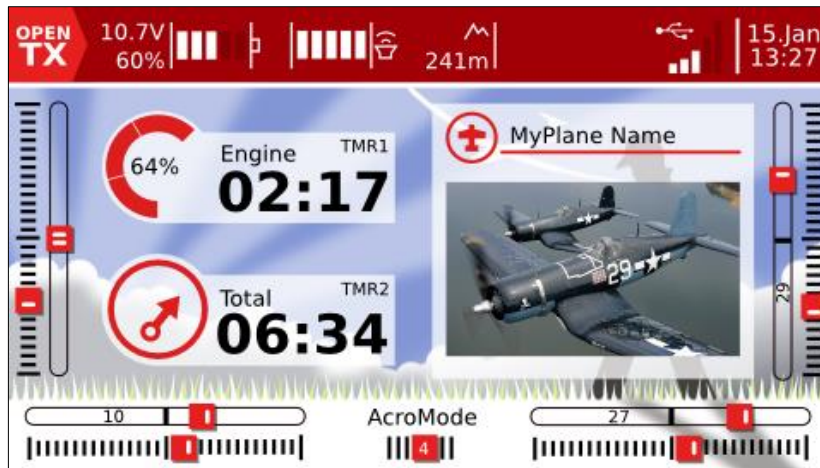 OPEN
TX
10.7V
60%
241m
15.Jan
13:27
64%
Engine
TMR1
02:17
MyPlane Name
29
Total
TMR2
06:34
29
10
AcroMode
4
27